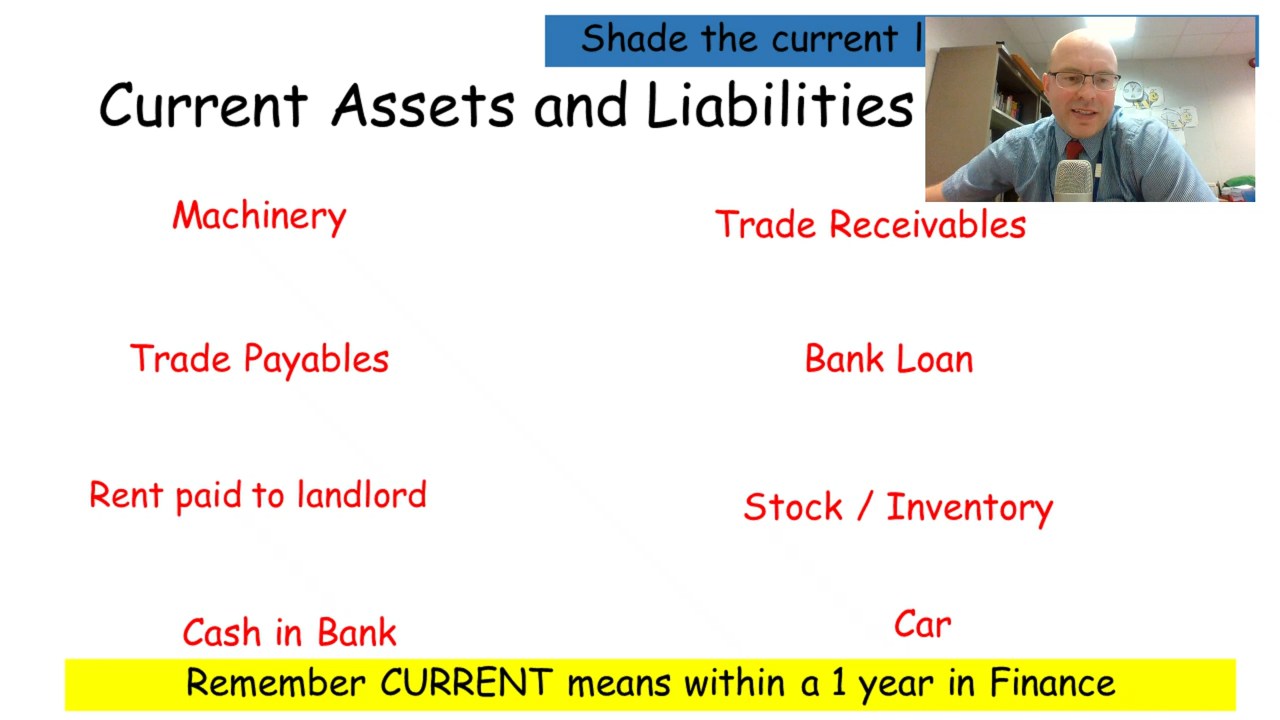 Shade the current
Current Assets and Liabilities
Machinery
Trade Receivables
Trade Payables
Bank Loan
Rent paid to landlord
Stock / Inventory
Cash in Bank
Car
Remember CURRENT means within a 1 year in Finance